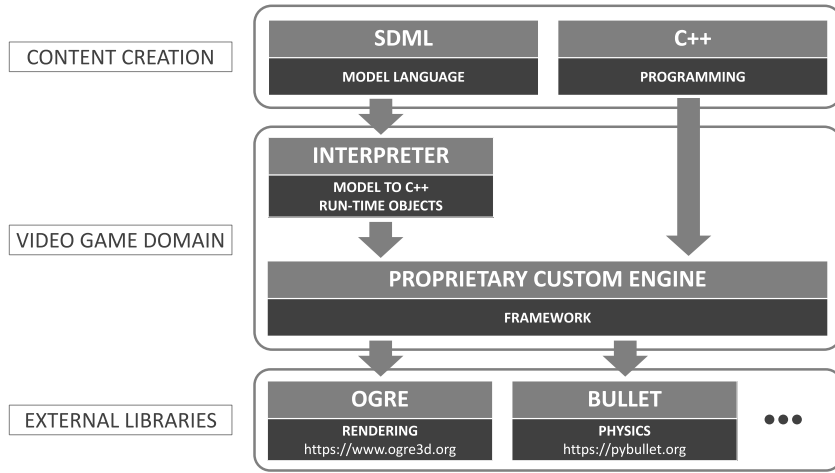 CONTENT CREATION
SDML
MODEL LANGUAGE
C++
PROGRAMMING
VIDEO GAME DOMAIN
INTERPRETER
MODEL TO C++
RUN-TIME OBJECTS
PROPRIETARY CUSTOM ENGINE
FRAMEWORK
EXTERNAL LIBRARIES
OGRE
RENDERING
https://www.ogre3d.org
BULLET
PHYSICS
https://pybullet.org
•••